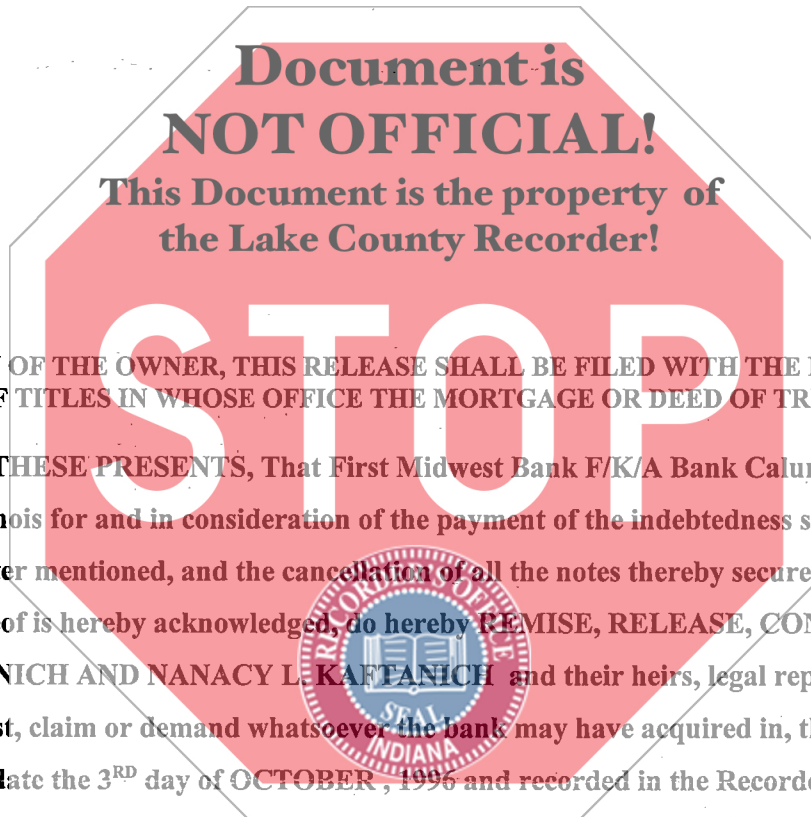 Document is
NOT OFFICIAL!
This Document is the property of
the Lake County Recorder!
STOP
OF THE OWNER, THIS RELEASE SHALL BE FILED WITH THE
F TITLES IN WHOSE OFFICE THE MORTGAGE OR DEED OF TR
THESE PRESENTS, That First Midwest Bank F/K/A Bank Calu
nois for and in consideration of the payment of the indebtedness s
er mentioned, and the cancellation of all the notes thereby secure
of is hereby acknowledged, do hereby REMISE, RELEASE, CON
NICH AND NANACY L. KAFTANICH and their heirs, legal rep
st, claim or demand whatsoever the bank may have acquired in, t
date the 3RD day of OCTOBER , 1996 and recorded in the Recorde
RECORDER'S OFFICE
SEAL
INDIANA